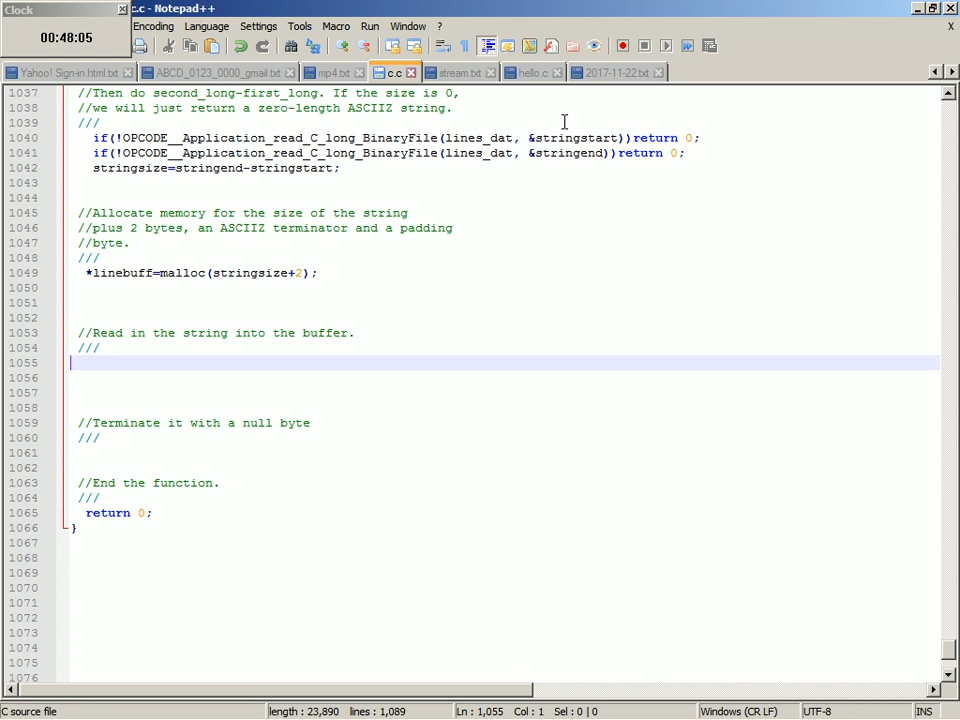 Clock
c.c - Notepad++
00:48:05
Encoding Language Settings Tools Macro Run Window ?
X
Yahoo! Sign-in.html.txt ABCD_0123_0000_gmail.txt mp4.txt c.c stream.txt hello.c 2017-11-22.txt
1037 //Then do second_long-first_long. If the size is 0,
1038 //we will just return a zero-length ASCIIZ string.
1039 ///
1040 if(!OPCODE__Application_read_C_long_BinaryFile(lines_dat, &stringstart))return 0;
1041 if(!OPCODE__Application_read_C_long_BinaryFile(lines_dat, &stringend))return 0;
1042 stringsize=stringend-stringstart;
1043
1044
1045 //Allocate memory for the size of the string
1046 //plus 2 bytes, an ASCIIZ terminator and a padding
1047 //byte.
1048 ///
1049 *linebuff=malloc(stringsize+2);
1050
1051
1052
1053 //Read in the string into the buffer.
1054 ///
1055
1056
1057
1058
1059 //Terminate it with a null byte
1060 ///
1061
1062
1063 //End the function.
1064 ///
1065 return 0;
1066 }
1067
1068
1069
1070
1071
1072
1073
1074
1075
1076
C source file length : 23,890 lines : 1,089 Ln : 1,055 Col : 1 Sel : 0 | 0 Windows (CR LF) UTF-8 INS